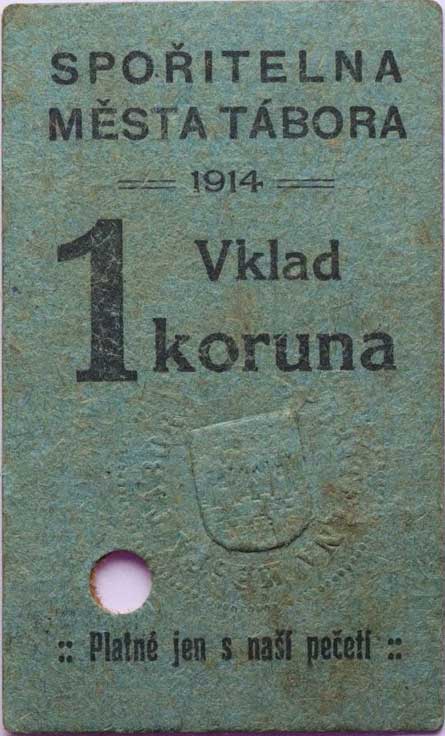 SPOŘITELNA
MĚSTA TÁBORA
1914
1 Vklad
koruna
:: Platné jen s naší pečetí ::